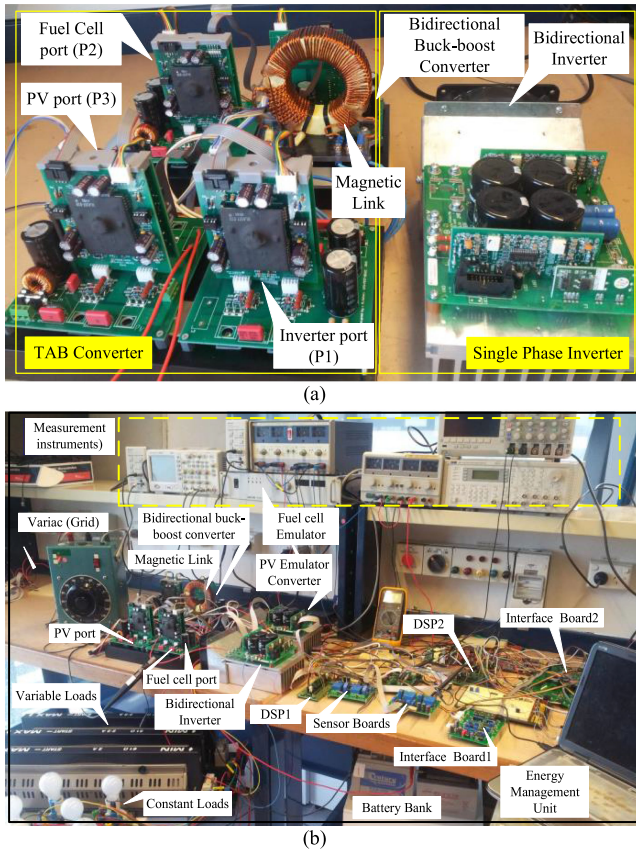 Fuel Cell
port (P2)
PV port (P3)
Bidirectional
Buck-boost
Converter
Bidirectional
Inverter
Magnetic
Link
Inverter port
(P1)
TAB Converter
Single Phase Inverter
(a)
Measurement
instruments)
Variac (Grid)
Bidirectional buck-
boost converter
Magnetic Link
Fuel cell
Emulator
PV Emulator
Converter
PV port
Fuel cell port
Bidirectional
Inverter
DSP1
Sensor Boards
DSP2
Interface Board2
Interface Board1
Variable Loads
Constant Loads
Battery Bank
Energy
Management
Unit
(b)